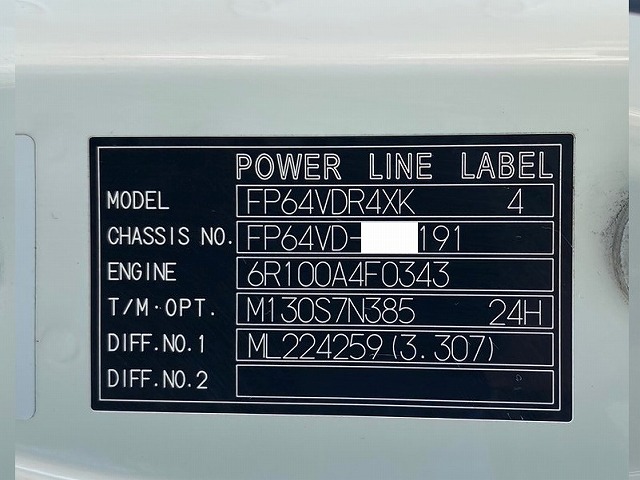 POWER LINE LABEL
MODEL FP64VDR4XK 4
CHASSIS NO. FP64VD- 191
ENGINE 6R100A4F0343
T/M·OPT. M130S7N385 24H
DIFF.NO.1 ML224259(3.307)
DIFF.NO.2